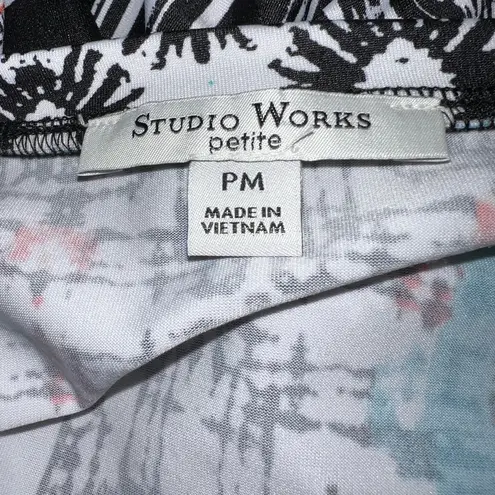 STUDIO WORKS
petite
PM
MADE IN
VIETNAM